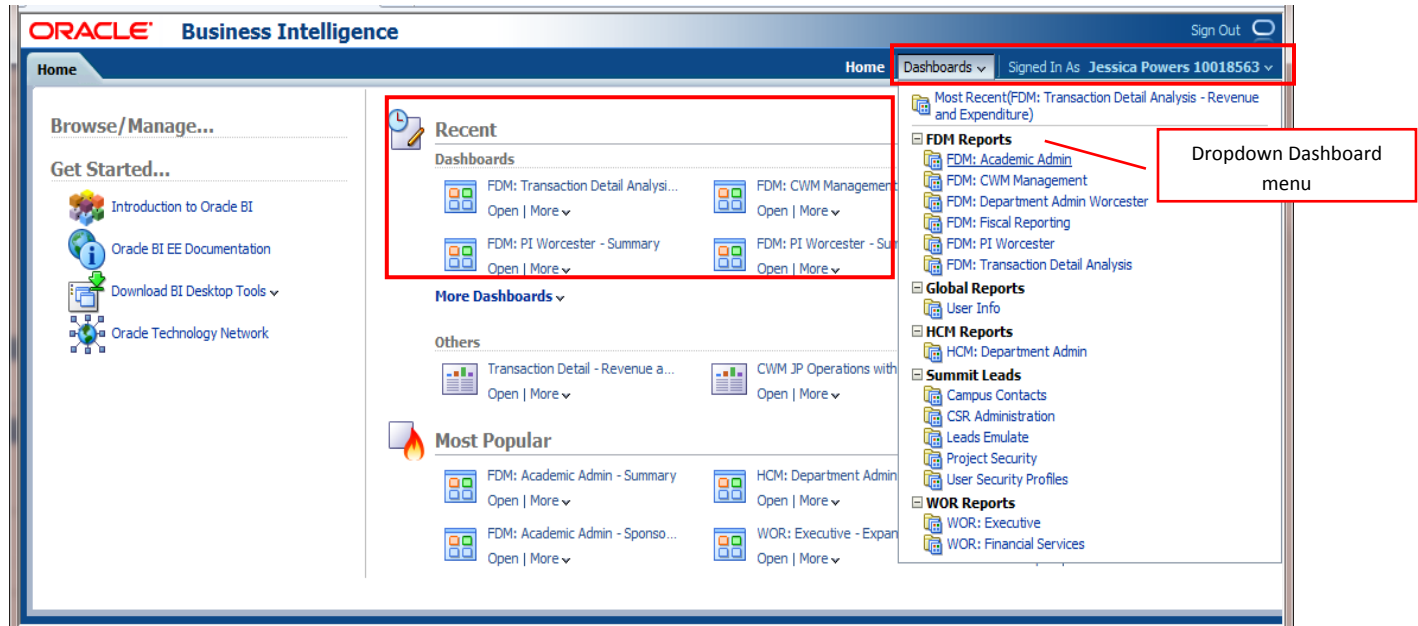 ORACLE Business Intelligence
Sign Out
Home
Home Dashboards Signed In As Jessica Powers 10018563
Browse/Manage...
Get Started...
Introduction to Oracle BI
Oracle BI EE Documentation
Download BI Desktop Tools
Oracle Technology Network
Recent
Dashboards
FDM: Transaction Detail Analysi...
Open | More
FDM: CWM Management
Open | More
FDM: PI Worcester - Summary
Open | More
FDM: PI Worcester - Sum
Open | More
More Dashboards
Others
Transaction Detail - Revenue a...
Open | More
CWM JP Operations with
Open | More
Most Popular
FDM: Academic Admin - Summary
Open | More
HCM: Department Admin
Open | More
FDM: Academic Admin - Sponso...
Open | More
WOR: Executive - Expan
Open | More
Most Recent(FDM: Transaction Detail Analysis - Revenue
and Expenditure)
FDM Reports
FDM: Academic Admin
FDM: CWM Management
FDM: Department Admin Worcester
FDM: Fiscal Reporting
FDM: PI Worcester
FDM: Transaction Detail Analysis
Global Reports
User Info
HCM Reports
HCM: Department Admin
Summit Leads
Campus Contacts
CSR Administration
Leads Emulate
Project Security
User Security Profiles
WOR Reports
WOR: Executive
WOR: Financial Services
Dropdown Dashboard
menu